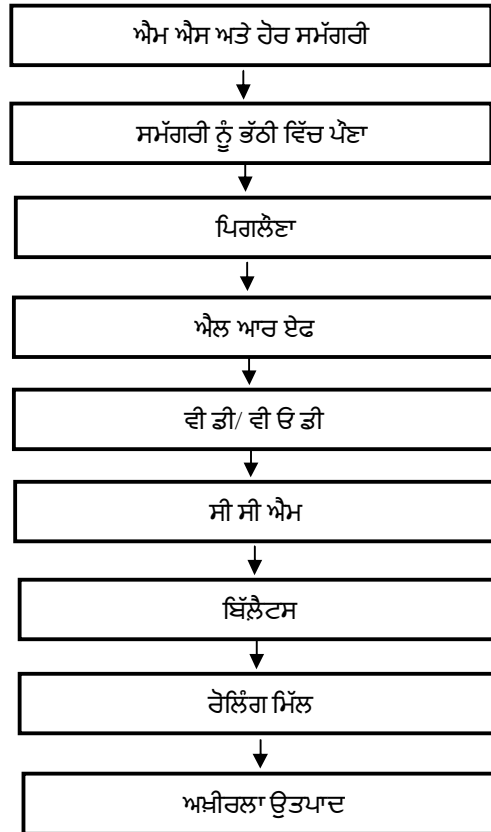 ਐਮ ਐਸ ਅਤੇ ਹੋਰ ਸਮੱਗਰੀ
ਸਮੱਗਰੀ ਨੂੰ ਭੱਠੀ ਵਿੱਚ ਪੌਣਾ
ਪਿਗਲੌਣਾ
ਐਲ ਆਰ ਏਫ
ਵੀ ਡੀ/ ਵੀ ਓ ਡੀ
ਸੀ ਸੀ ਐਮ
ਬਿੱਲ਼ੈਟਸ
ਰੋਲਿੰਗ ਮਿੱਲ
ਅਖ਼ੀਰਲਾ ਉਤਪਾਦ